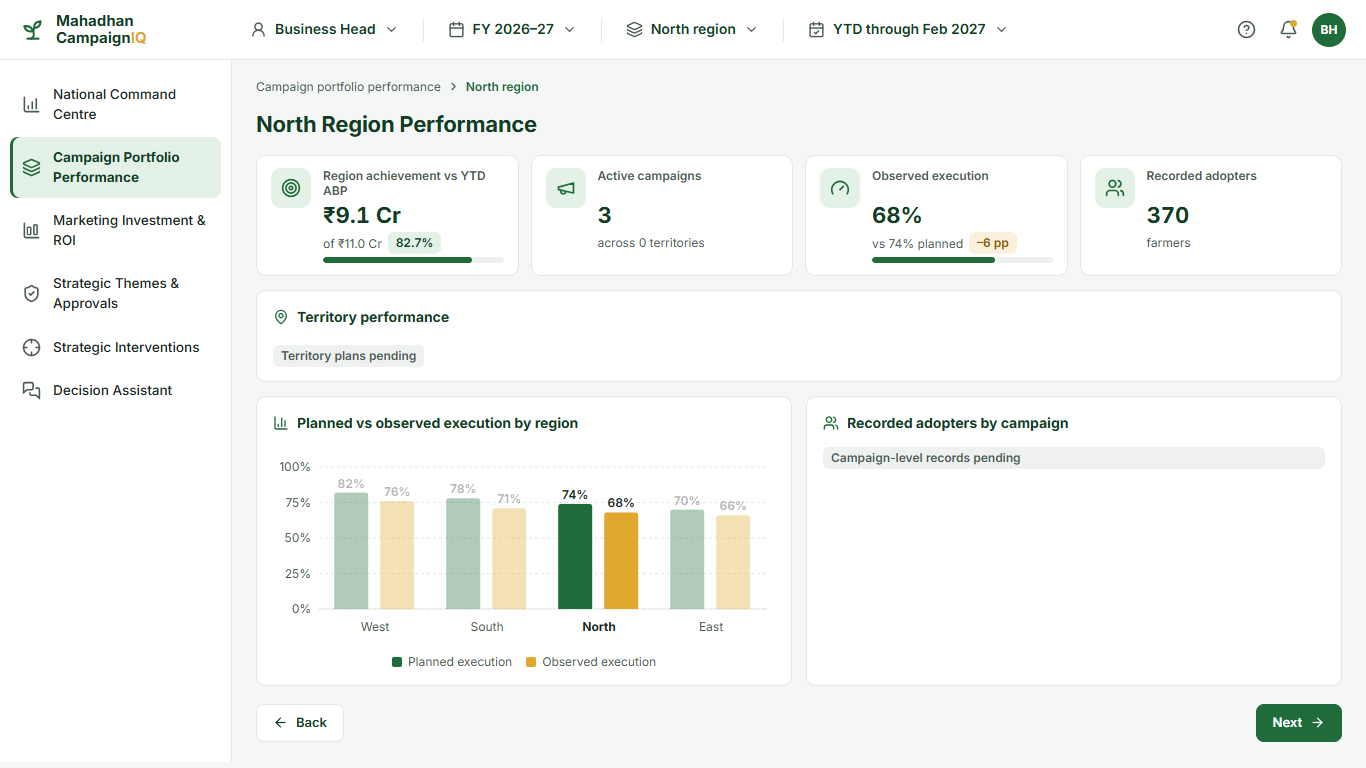 Mahadhan
CampaignIQ
Business Head
FY 2026–27
North region
YTD through Feb 2027
BH
National Command
Centre
Campaign Portfolio
Performance
Marketing Investment &
ROI
Strategic Themes &
Approvals
Strategic Interventions
Decision Assistant
Campaign portfolio performance > North region
North Region Performance
Region achievement vs YTD
ABP
₹9.1 Cr
of ₹11.0 Cr 82.7%
Active campaigns
3
across 0 territories
Observed execution
68%
vs 74% planned −6 pp
Recorded adopters
370
farmers
Territory performance
Territory plans pending
Planned vs observed execution by region
100%
75%
50%
25%
0%
82% 76% 78% 71% 74% 68% 70% 66%
West South North East
Planned execution Observed execution
Recorded adopters by campaign
Campaign-level records pending
Back
Next